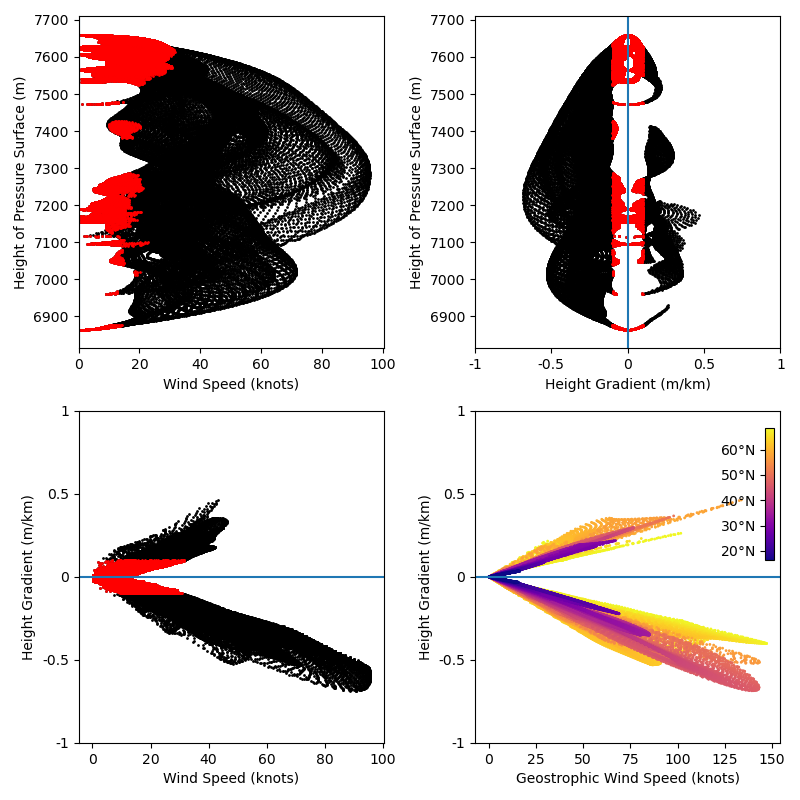 7700
7600
7500
7400
7300
7200
7100
7000
6900
Height of Pressure Surface (m)
0 20 40 60 80 100
Wind Speed (knots)
7700
7600
7500
7400
7300
7200
7100
7000
6900
Height of Pressure Surface (m)
-1 -0.5 0 0.5 1
Height Gradient (m/km)
1
0.5
0
-0.5
-1
Height Gradient (m/km)
0 20 40 60 80 100
Wind Speed (knots)
1
0.5
0
-0.5
-1
Height Gradient (m/km)
60°N
50°N
40°N
30°N
20°N
0 25 50 75 100 125 150
Geostrophic Wind Speed (knots)